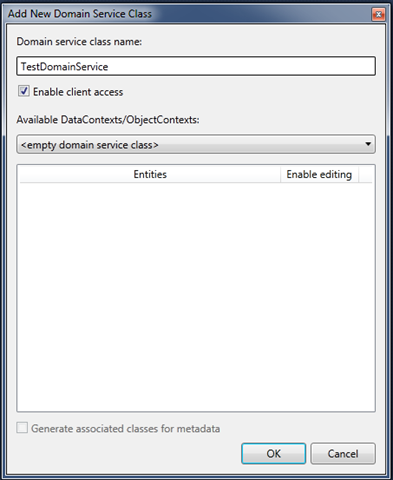 Add New Domain Service Class
Domain service class name:
TestDomainService
Enable client access
Available DataContexts/ObjectContexts:
<empty domain service class>
Entities Enable editing
Generate associated classes for metadata
OK Cancel